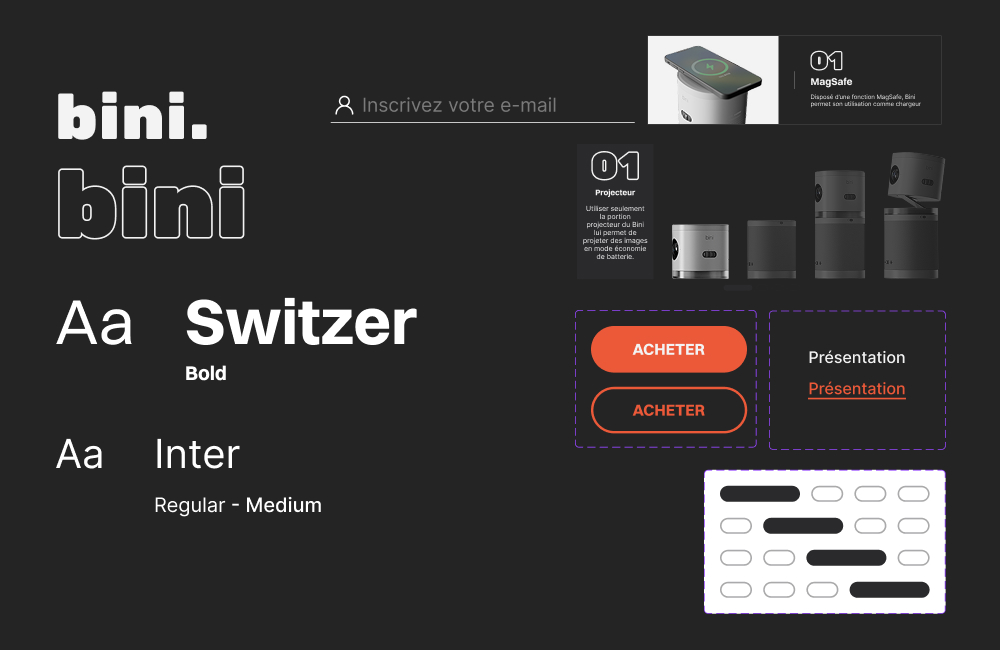 bini.
bini
Inscrivez votre e-mail
01
MagSafe
Disposé d'une fonction MagSafe, Bini
permet son utilisation comme chargeur
01
Projecteur
Utiliser seulement
la portion
projecteur du Bini
lui permet de
projeter des images
en mode économie
de batterie.
bini
Aa
Switzer
Bold
Aa
Inter
Regular - Medium
ACHETER
ACHETER
Présentation
Présentation